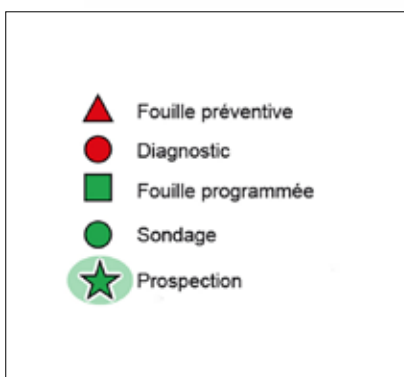 Fouille préventive
Diagnostic
Fouille programmée
Sondage
Prospection